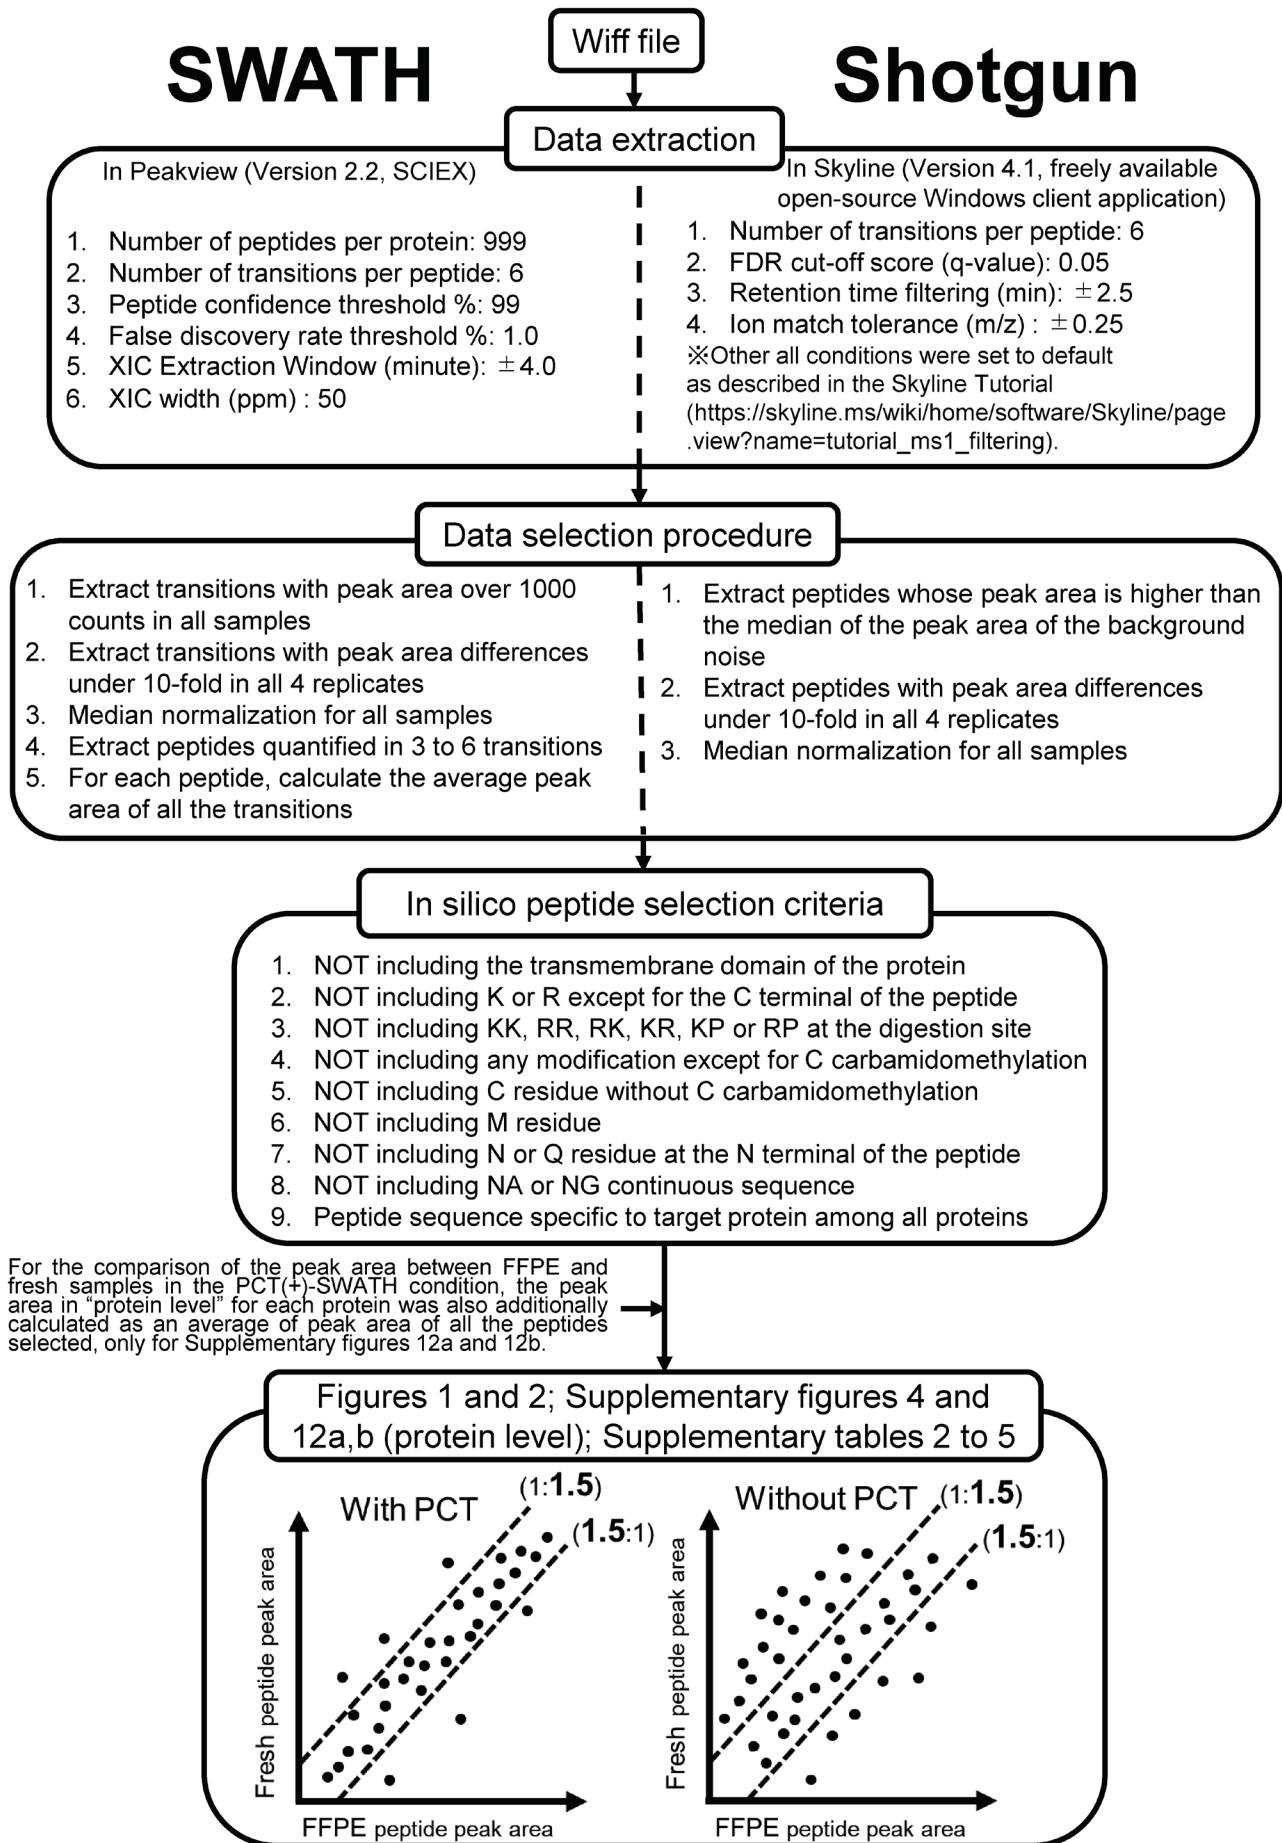 SWATH
Wiff file
Shotgun
Data extraction
In Peakview (Version 2.2, SCIEX)
1. Number of peptides per protein: 999
2. Number of transitions per peptide: 6
3. Peptide confidence threshold %: 99
4. False discovery rate threshold %: 1.0
5. XIC Extraction Window (minute): ±4.0
6. XIC width (ppm) : 50
In Skyline (Version 4.1, freely available
open-source Windows client application)
1. Number of transitions per peptide: 6
2. FDR cut-off score (q-value): 0.05
3. Retention time filtering (min): ±2.5
4. Ion match tolerance (m/z) : ±0.25
※Other all conditions were set to default
as described in the Skyline Tutorial
(https://skyline.ms/wiki/home/software/Skyline/page
.view?name=tutorial_ms1_filtering).
Data selection procedure
1. Extract transitions with peak area over 1000
counts in all samples
2. Extract transitions with peak area differences
under 10-fold in all 4 replicates
3. Median normalization for all samples
4. Extract peptides quantified in 3 to 6 transitions
5. For each peptide, calculate the average peak
area of all the transitions
1. Extract peptides whose peak area is higher than
the median of the peak area of the background
noise
2. Extract peptides with peak area differences
under 10-fold in all 4 replicates
3. Median normalization for all samples
In silico peptide selection criteria
1. NOT including the transmembrane domain of the protein
2. NOT including K or R except for the C terminal of the peptide
3. NOT including KK, RR, RK, KR, KP or RP at the digestion site
4. NOT including any modification except for C carbamidomethylation
5. NOT including C residue without C carbamidomethylation
6. NOT including M residue
7. NOT including N or Q residue at the N terminal of the peptide
8. NOT including NA or NG continuous sequence
9. Peptide sequence specific to target protein among all proteins
For the comparison of the peak area between FFPE and
fresh samples in the PCT(+)-SWATH condition, the peak
area in “protein level” for each protein was also additionally
calculated as an average of peak area of all the peptides
selected, only for Supplementary figures 12a and 12b.
Figures 1 and 2; Supplementary figures 4 and
12a,b (protein level); Supplementary tables 2 to 5
With PCT
(1:1.5)
(1.5:1)
Fresh peptide peak area
FFPE peptide peak area
Without PCT
(1:1.5)
(1.5:1)
Fresh peptide peak area
FFPE peptide peak area